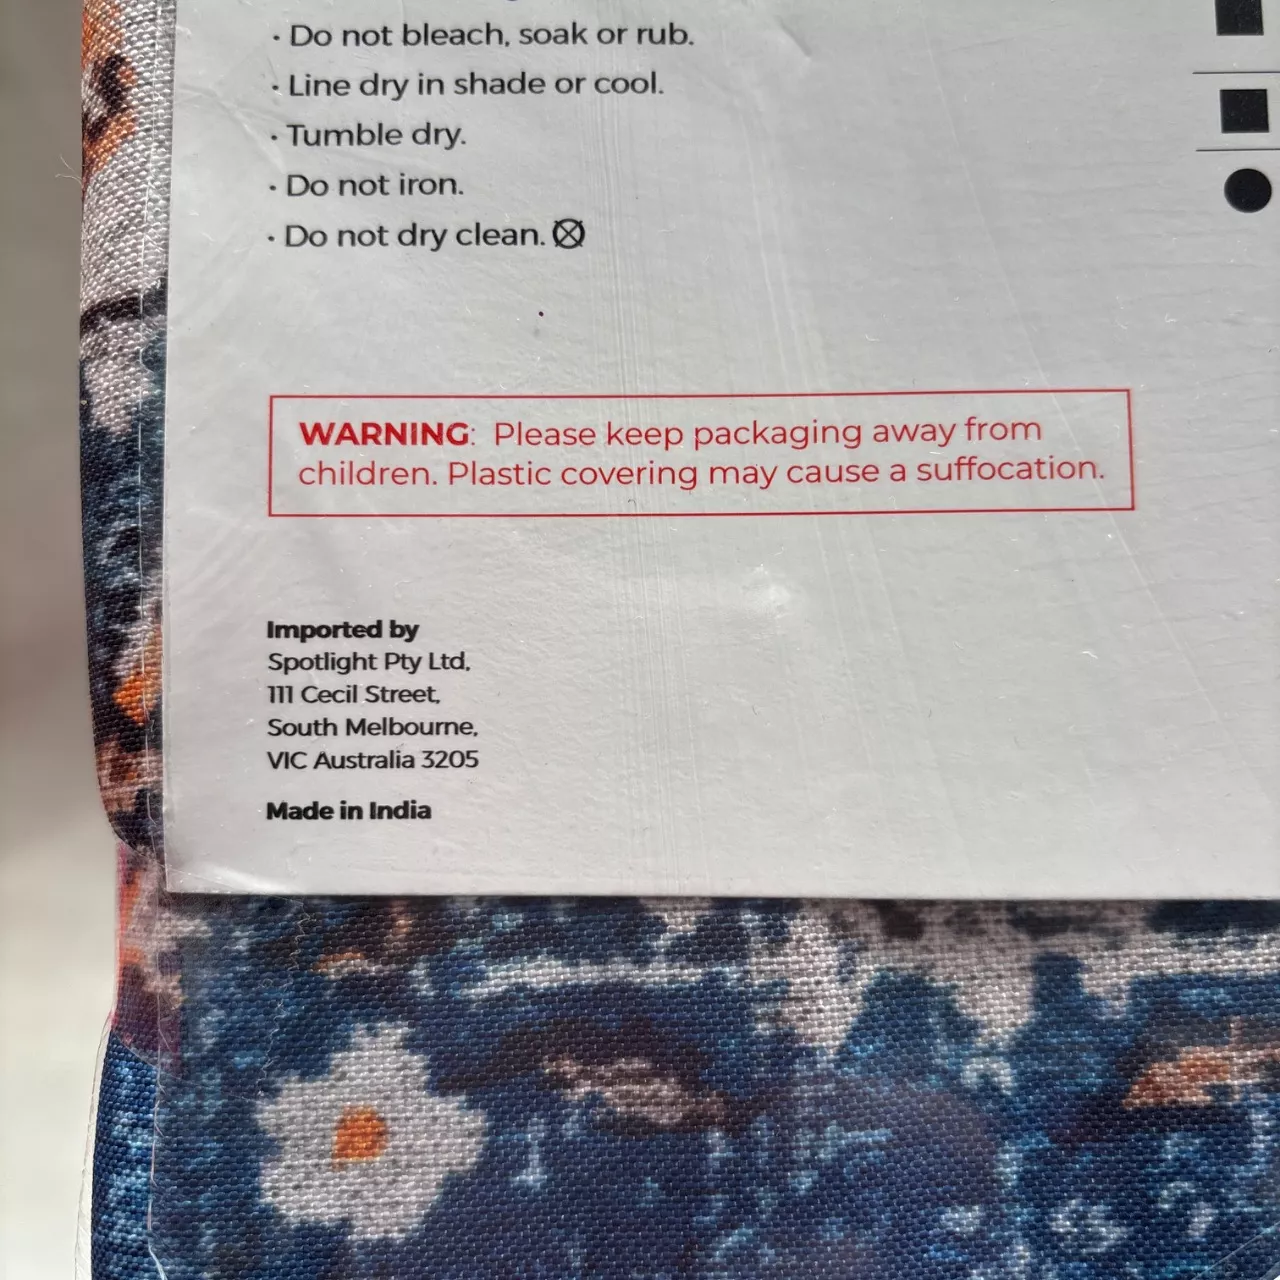 · Do not bleach, soak or rub.
· Line dry in shade or cool.
· Tumble dry.
· Do not iron.
· Do not dry clean.
WARNING: Please keep packaging away from
children. Plastic covering may cause a suffocation.
Imported by
Spotlight Pty Ltd,
111 Cecil Street,
South Melbourne,
VIC Australia 3205
Made in India